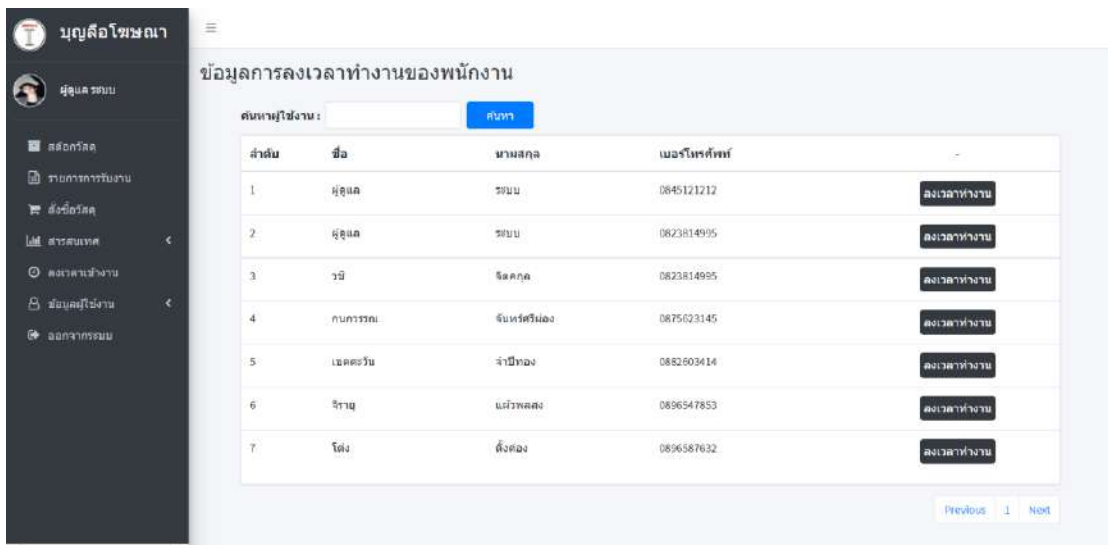 บุญลือโฆษณา
ผู้ดูแล ระบบ
สต๊อกวัสดุ
รายการการรับงาน
สั่งซื้อวัสดุ
สารสนเทศ
ลงเวลาเข้างาน
ข้อมูลผู้ใช้งาน
ออกจากระบบ
ข้อมูลการลงเวลาทำงานของพนักงาน
ค้นหาผู้ใช้งาน : ค้นหา
ลำดับ ชื่อ นามสกุล เบอร์โทรศัพท์ -
1 ผู้ดูแล ระบบ 0845121212 ลงเวลาทำงาน
2 ผู้ดูแล ระบบ 0823814995 ลงเวลาทำงาน
3 วชิ จิตสกุล 0823814995 ลงเวลาทำงาน
4 กนกวรรณ จันทร์ศรีผ่อง 0875623145 ลงเวลาทำงาน
5 เขตตะวัน จำปีทอง 0882603414 ลงเวลาทำงาน
6 จิรายุ แผ้วพลสง 0896547853 ลงเวลาทำงาน
7 โต่ง ตั้งต่อง 0896587632 ลงเวลาทำงาน
Previous 1 Next